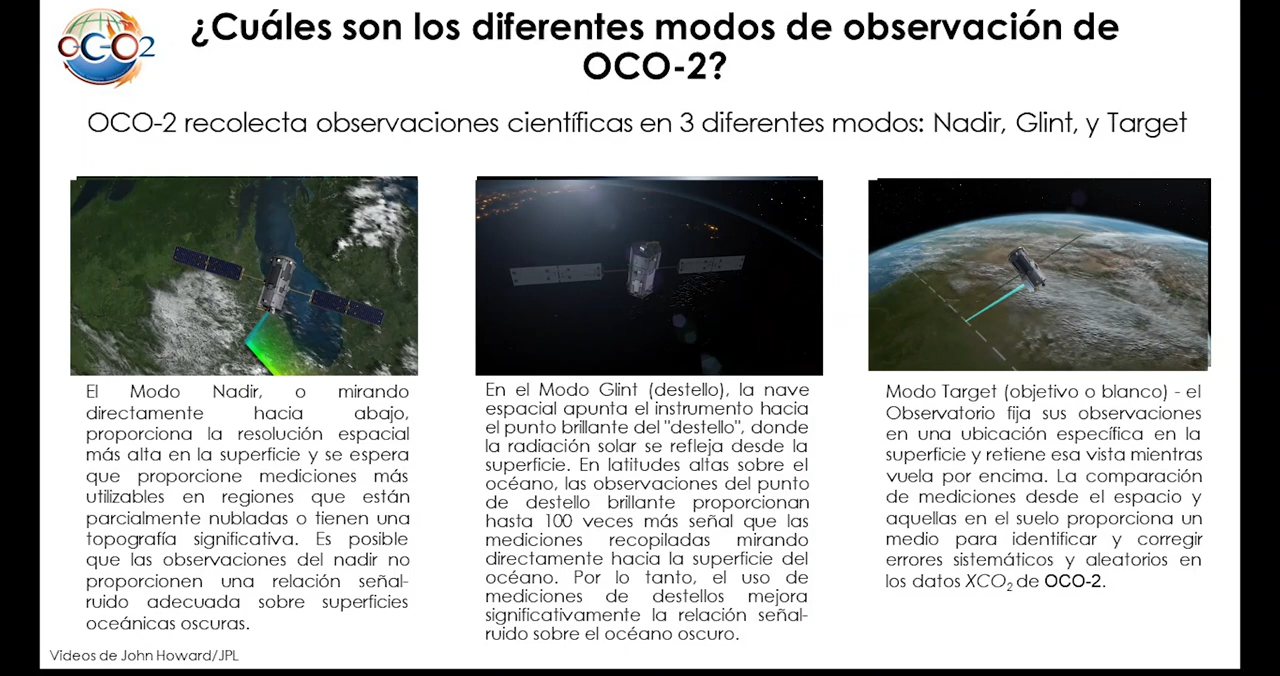 OCO2
¿Cuáles son los diferentes modos de observación de
OCO-2?
OCO-2 recolecta observaciones científicas en 3 diferentes modos: Nadir, Glint, y Target
El Modo Nadir, o mirando
directamente hacia abajo,
proporciona la resolución espacial
más alta en la superficie y se espera
que proporcione mediciones más
utilizables en regiones que están
parcialmente nubladas o tienen una
topografía significativa. Es posible
que las observaciones del nadir no
proporcionen una relación señal-
ruido adecuada sobre superficies
oceánicas oscuras.
En el Modo Glint (destello), la nave
espacial apunta el instrumento hacia
el punto brillante del "destello", donde
la radiación solar se refleja desde la
superficie. En latitudes altas sobre el
océano, las observaciones del punto
de destello brillante proporcionan
hasta 100 veces más señal que las
mediciones recopiladas mirando
directamente hacia la superficie del
océano. Por lo tanto, el uso de
mediciones de destellos mejora
significativamente la relación señal-
ruido sobre el océano oscuro.
Modo Target (objetivo o blanco) - el
Observatorio fija sus observaciones
en una ubicación específica en la
superficie y retiene esa vista mientras
vuela por encima. La comparación
de mediciones desde el espacio y
aquellas en el suelo proporciona un
medio para identificar y corregir
errores sistemáticos y aleatorios en
los datos XCO₂ de OCO-2.
Videos de John Howard/JPL